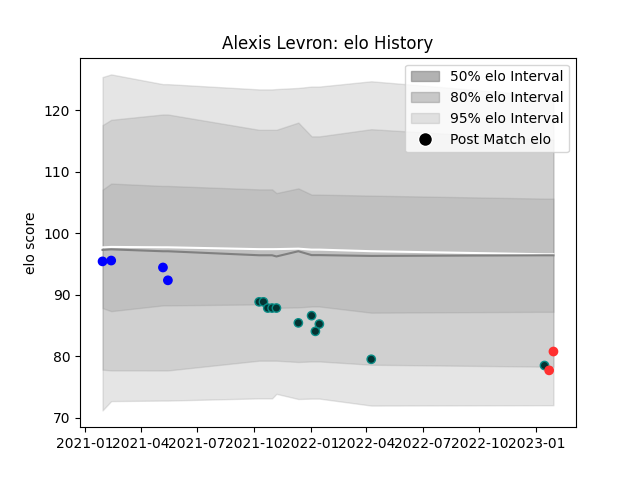 Alexis Levron: elo History
50% elo Interval
80% elo Interval
95% elo Interval
Post Match elo
elo score
120
110
100
90
80
70
2021-01 2021-04 2021-07 2021-10 2022-01 2022-04 2022-07 2022-10 2023-01